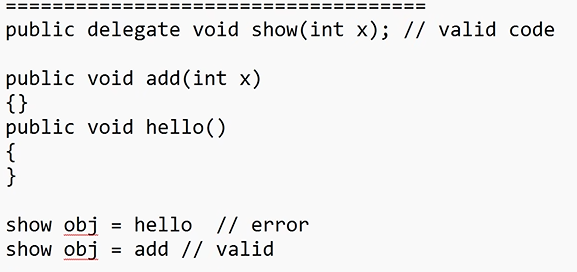 =====================================
public delegate void show(int x); // valid code
public void add(int x)
{}
public void hello()
{
}
show obj = hello  // error
show obj = add // valid